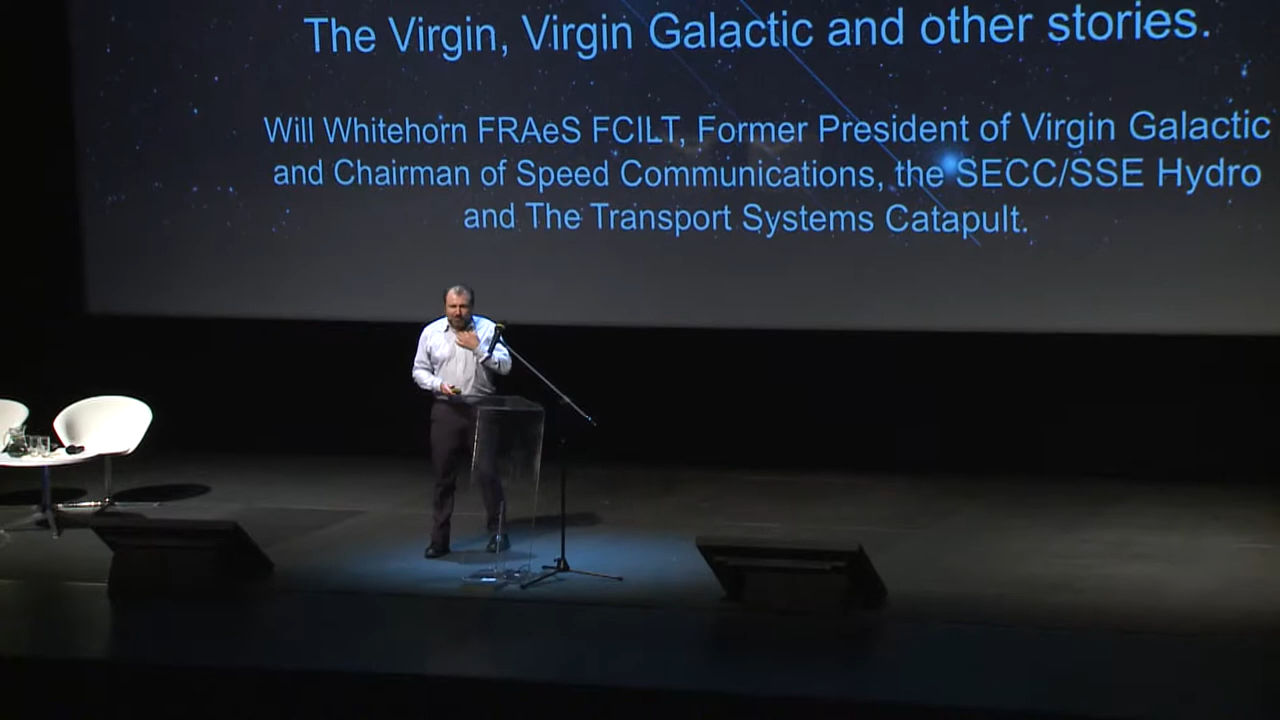 The Virgin, Virgin Galactic and other stories.
Will Whitehorn FRAeS FCILT, Former President of Virgin Galactic
and Chairman of Speed Communications, the SECC/SSE Hydro
and The Transport Systems Catapult.